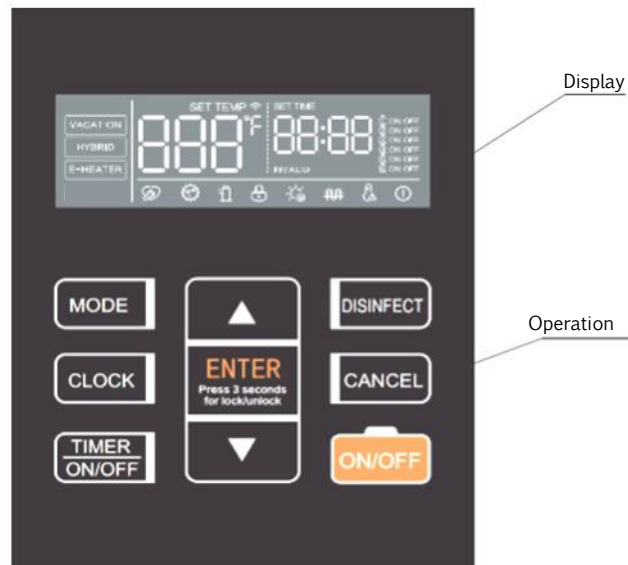 Display
SET TEMP SET TIME
VACATION
HYBRID
E-HEATER
888°F 88:88
ON OFF
ON OFF
ON OFF
ON OFF
ON OFF
ON OFF
INVALID
MODE
CLOCK
TIMER
ON/OFF
ENTER
Press 3 seconds
for lock/unlock
DISINFECT
CANCEL
ON/OFF
Operation